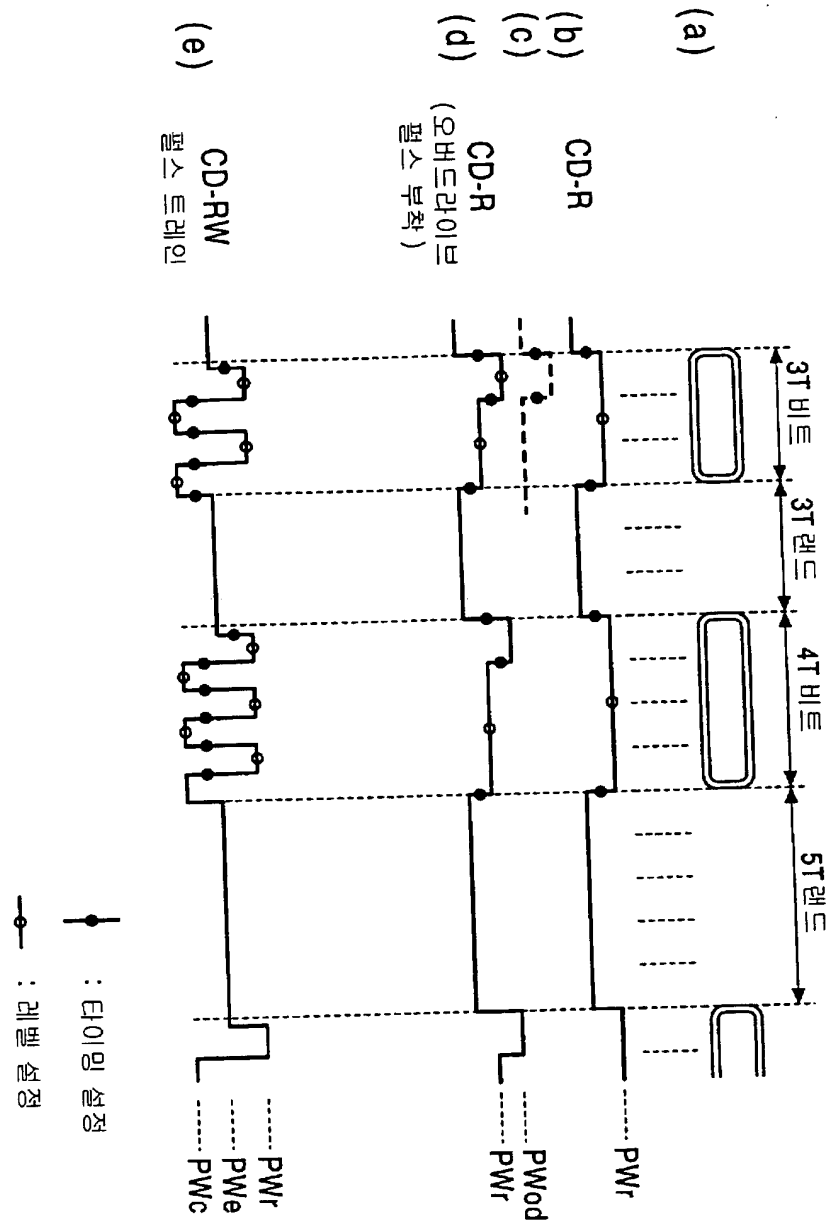 3T 비트
3T 랜드
4T 비트
5T 랜드
(a)
(b)
CD-R
PWr
(c)
(d)
CD-R
(오버드라이브
펄스 부착)
PWod
PWr
(e)
CD-RW
펄스 트레인
PWr
PWe
PWc
: 타이밍 설정
: 레벨 설정